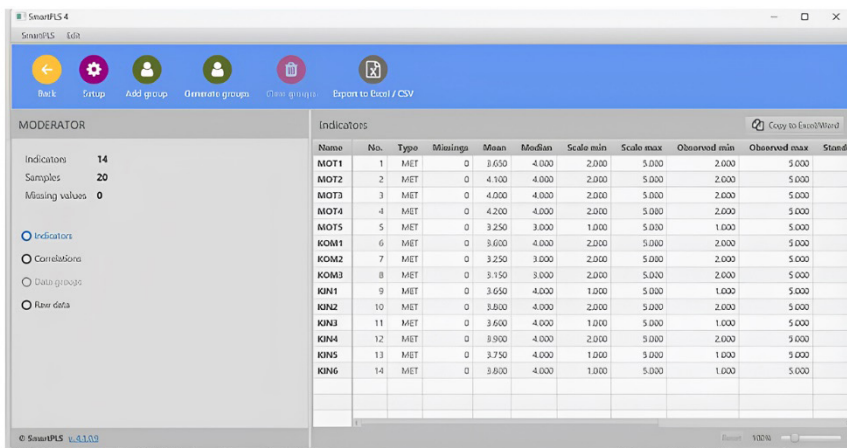 SmartPLS 4
SmartPLS Edit
Back Setup Add group Generate groups Clear groups Export to Excel / CSV
MODERATOR
Indicators 14
Samples 20
Missing values 0
Indicators
Correlations
Data groups
Raw data
Indicators Copy to Excel/Word
Name No. Type Missings Mean Median Scale min Scale max Observed min Observed max Stand
MOT1 1 MET 0 3.650 4.000 2.000 5.000 2.000 5.000
MOT2 2 MET 0 4.100 4.000 2.000 5.000 2.000 5.000
MOT3 3 MET 0 4.000 4.000 2.000 5.000 2.000 5.000
MOT4 4 MET 0 4.200 4.000 2.000 5.000 2.000 5.000
MOT5 5 MET 0 3.250 3.000 1.000 5.000 1.000 5.000
KOM1 6 MET 0 3.600 4.000 2.000 5.000 2.000 5.000
KOM2 7 MET 0 3.250 3.000 2.000 5.000 2.000 5.000
KOM3 8 MET 0 3.150 3.000 2.000 5.000 2.000 5.000
KIN1 9 MET 0 3.650 4.000 1.000 5.000 1.000 5.000
KIN2 10 MET 0 3.800 4.000 2.000 5.000 2.000 5.000
KIN3 11 MET 0 3.600 4.000 1.000 5.000 1.000 5.000
KIN4 12 MET 0 3.900 4.000 2.000 5.000 2.000 5.000
KIN5 13 MET 0 3.750 4.000 1.000 5.000 1.000 5.000
KIN6 14 MET 0 3.800 4.000 1.000 5.000 1.000 5.000
© SmartPLS v. 4.1.0.9
100%